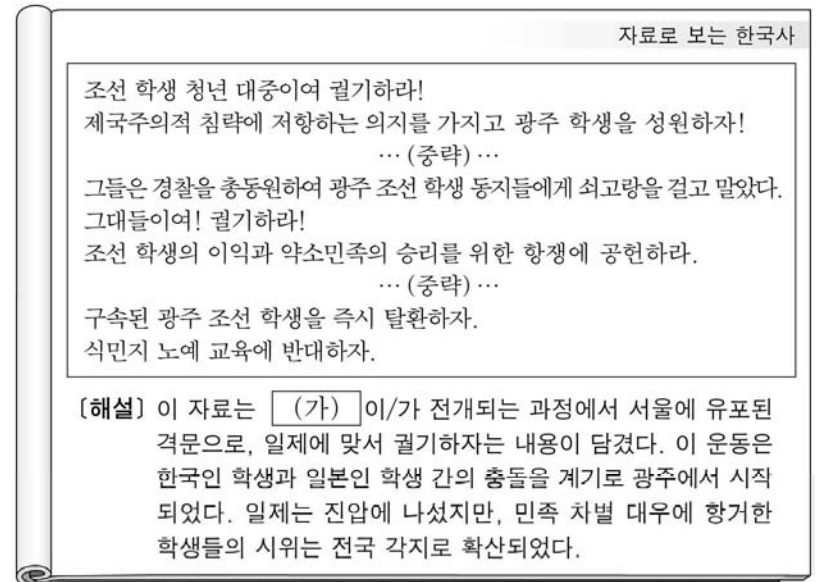 자료로 보는 한국사
조선 학생 청년 대중이여 궐기하라!
제국주의적 침략에 저항하는 의지를 가지고 광주 학생을 성원하자!
… (중략) …
그들은 경찰을 총동원하여 광주 조선 학생 동지들에게 쇠고랑을 걸고 말았다.
그대들이여! 궐기하라!
조선 학생의 이익과 약소민족의 승리를 위한 항쟁에 공헌하라.
… (중략) …
구속된 광주 조선 학생을 즉시 탈환하자.
식민지 노예 교육에 반대하자.
〔해설〕 이 자료는 (가) 이/가 전개되는 과정에서 서울에 유포된
격문으로, 일제에 맞서 궐기하자는 내용이 담겼다. 이 운동은
한국인 학생과 일본인 학생 간의 충돌을 계기로 광주에서 시작
되었다. 일제는 진압에 나섰지만, 민족 차별 대우에 항거한
학생들의 시위는 전국 각지로 확산되었다.